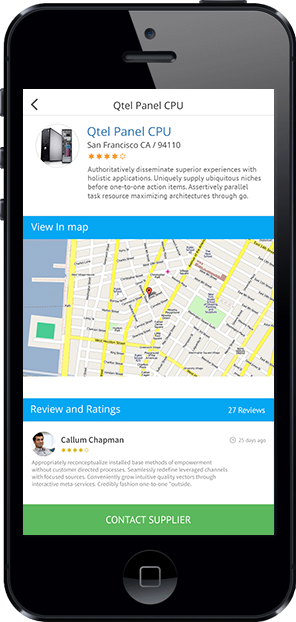 Qtel Panel CPU
Qtel Panel CPU
San Francisco CA / 94110
Authoritatively disseminate superior experiences with
holistic applications. Uniquely supply ubiquitous niches
before one-to-one action items. Assertively parallel
task resource maximizing architectures through go.
View In map
Review and Ratings
27 Reviews
Callum Chapman
25 days ago
Appropriately reconceptualize installed base methods of empowerment
without customer directed processes. Seamlessly redefine leveraged channels
with focused sources. Conveniently grow intuitive quality vectors through
interactive meta-services. Credibly fashion one-to-one "outside.
CONTACT SUPPLIER